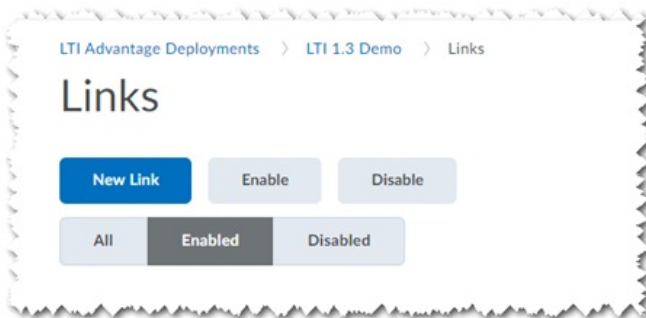 LTI Advantage Deployments > LTI 1.3 Demo > Links
Links
New Link Enable Disable
All Enabled Disabled